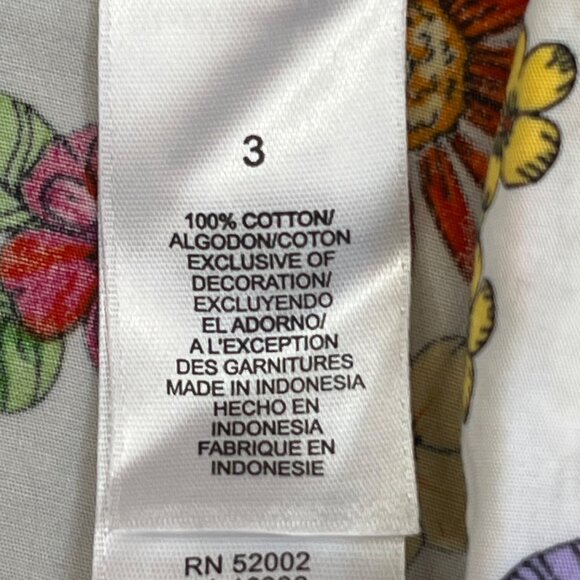 3
100% COTTON/
ALGODON/COTON
EXCLUSIVE OF
DECORATION/
EXCLUYENDO
EL ADORNO/
A L'EXCEPTION
DES GARNITURES
MADE IN INDONESIA
HECHO EN
INDONESIA
FABRIQUE EN
INDONESIE
RN 52002